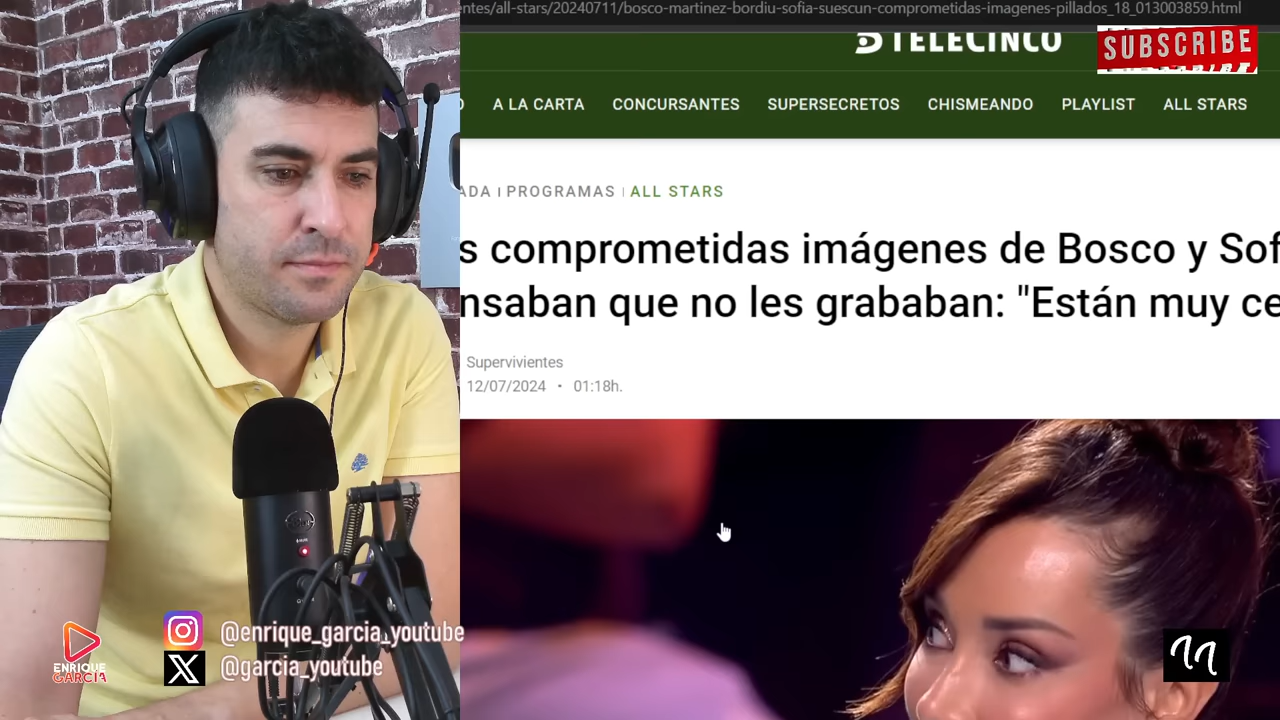 entes/all-stars/20240711/bosco-martinez-bordiu-sofia-suescun-comprometidas-imagenes-pillados_18_013003859.html
TELECINCO
SUBSCRIBE
O A LA CARTA CONCURSANTES SUPERSECRETOS CHISMEANDO PLAYLIST ALL STARS
ADA | PROGRAMAS | ALL STARS
s comprometidas imágenes de Bosco y Sof
nsaban que no les grababan: "Están muy ce
Supervivientes
12/07/2024 • 01:18h.
@enrique_garcia_youtube
@garcia_youtube
ENRIQUE
GARCIA